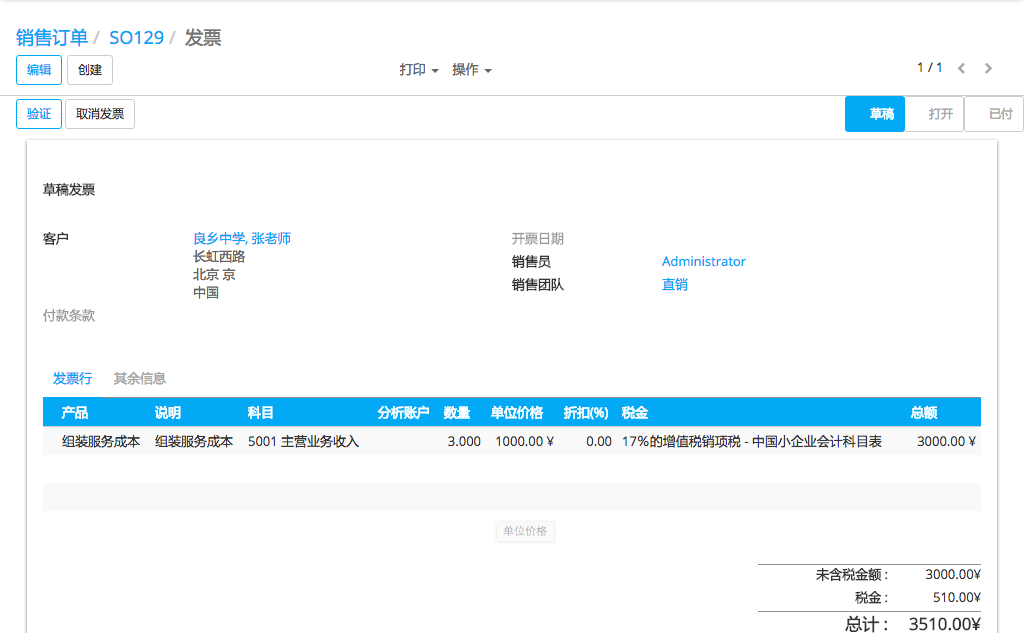 销售订单 / SO129 / 发票
编辑 创建 打印 操作 1 / 1
验证 取消发票 草稿 打开 已付
草稿发票
客户 良乡中学, 张老师 开票日期
长虹西路 销售员 Administrator
北京 京 销售团队 直销
中国
付款条款
发票行 其余信息
产品 说明 科目 分析账户 数量 单位价格 折扣(%) 税金 总额
组装服务成本 组装服务成本 5001 主营业务收入 3.000 1000.00 ¥ 0.00 17%的增值税销项税 - 中国小企业会计科目表 3000.00 ¥
单位价格
未含税金额 : 3000.00¥
税金 : 510.00¥
总计 : 3510.00¥